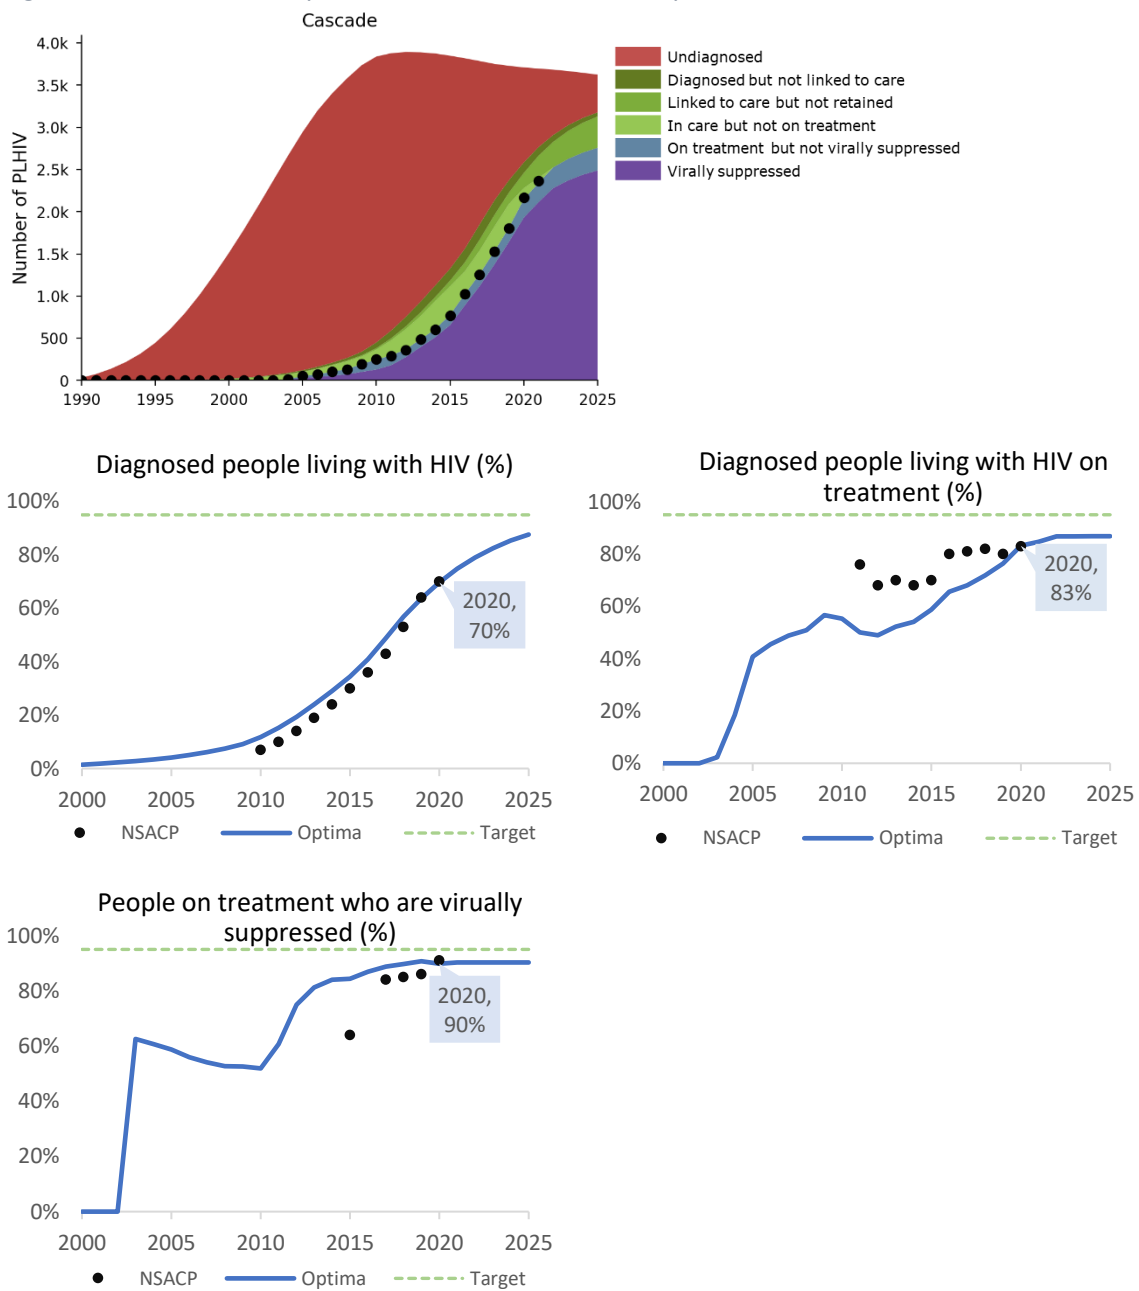 Cascade
4.0k
3.5k
3.0k
2.5k
2.0k
1.5k
1.0k
500
0
Number of PLHIV
1990 1995 2000 2005 2010 2015 2020 2025
Undiagnosed
Diagnosed but not linked to care
Linked to care but not retained
In care but not on treatment
On treatment but not virally suppressed
Virally suppressed
Diagnosed people living with HIV (%)
100%
80%
60%
40%
20%
0%
2020,
70%
2000 2005 2010 2015 2020 2025
NSACP Optima Target
Diagnosed people living with HIV on
treatment (%)
100%
80%
60%
40%
20%
0%
2020,
83%
2000 2005 2010 2015 2020 2025
NSACP Optima Target
People on treatment who are virually
suppressed (%)
100%
80%
60%
40%
20%
0%
2020,
90%
2000 2005 2010 2015 2020 2025
NSACP Optima Target